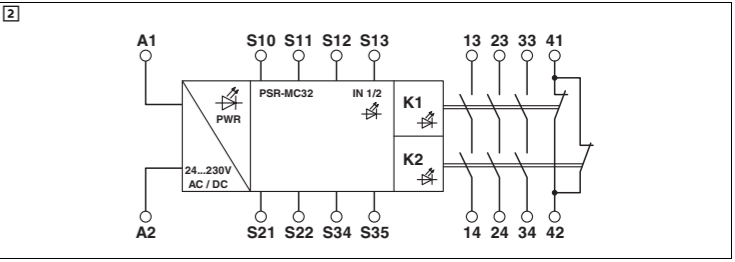 2
A1 S10 S11 S12 S13 13 23 33 41
PSR-MC32 IN 1/2 K1
PWR
K2
24...230V
AC / DC
A2 S21 S22 S34 S35 14 24 34 42